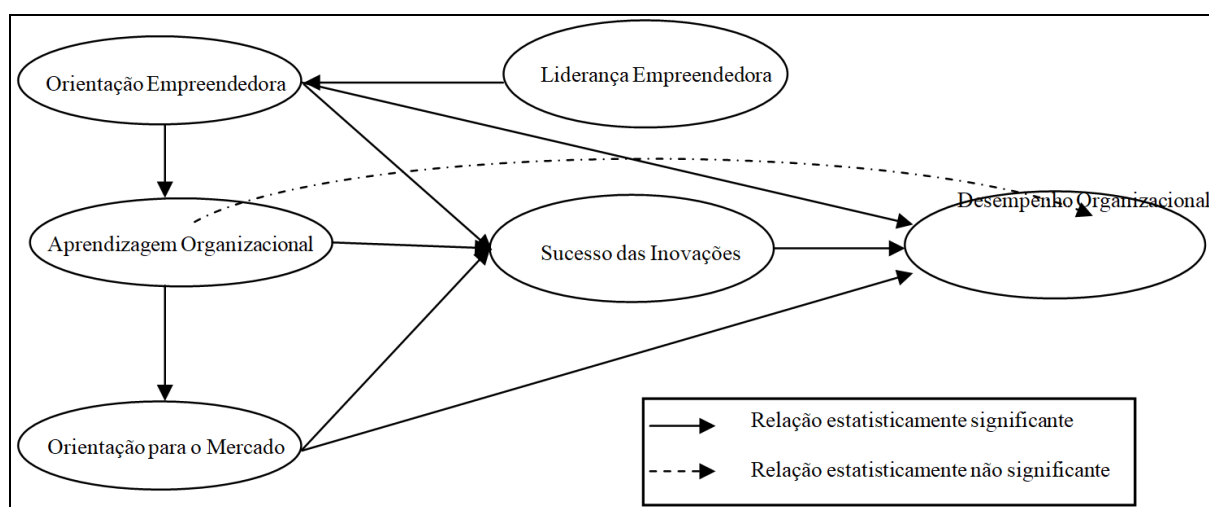 Orientação Empreendedora
Liderança Empreendedora
Desempenho Organizacional
Aprendizagem Organizacional
Sucesso das Inovações
Orientação para o Mercado
Relação estatisticamente significante
Relação estatisticamente não significante